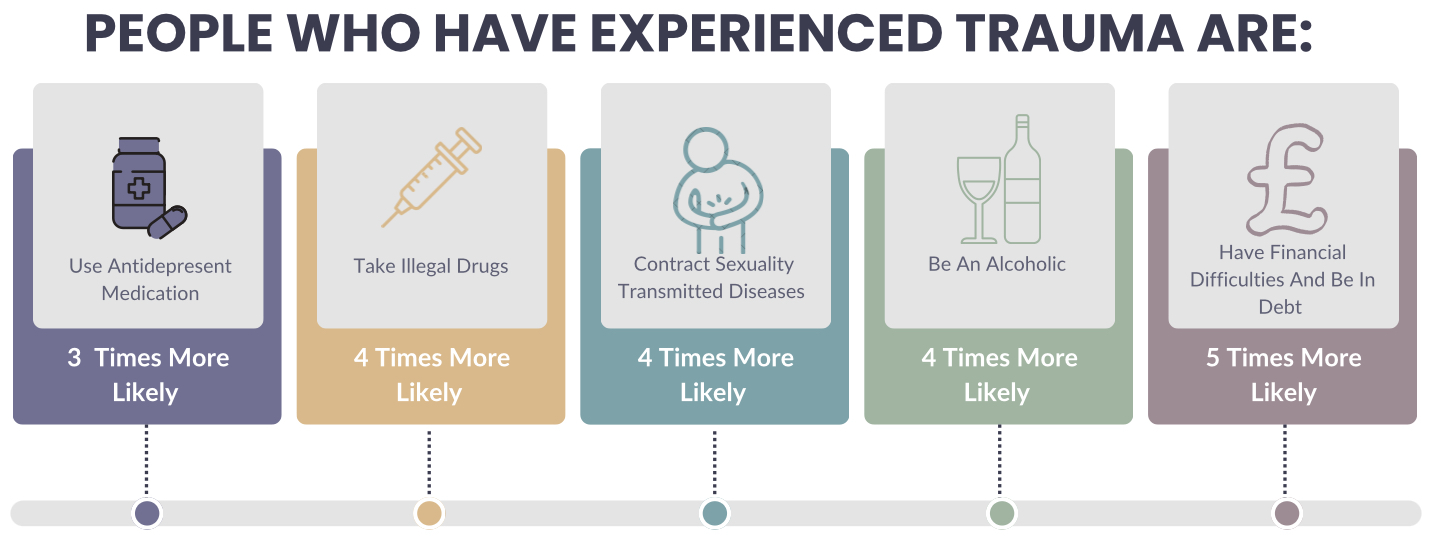 PEOPLE WHO HAVE EXPERIENCED TRAUMA ARE:
Use Antidepresent
Medication
3 Times More
Likely
Take Illegal Drugs
4 Times More
Likely
Contract Sexuality
Transmitted Diseases
4 Times More
Likely
Be An Alcoholic
4 Times More
Likely
£
Have Financial
Difficulties And Be In
Debt
5 Times More
Likely